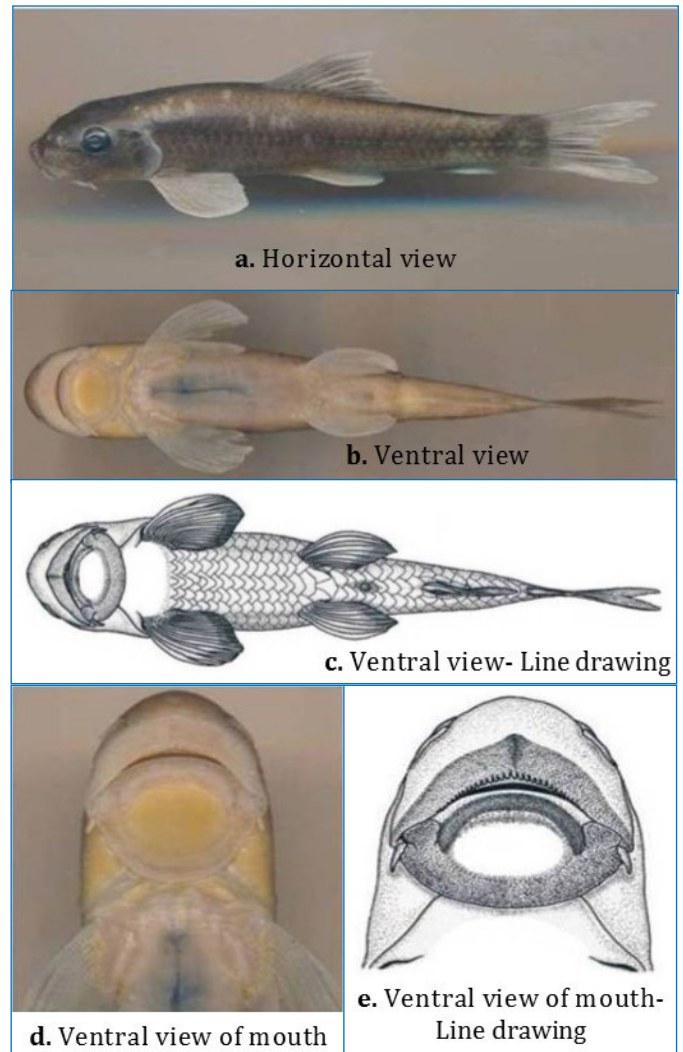 a. Horizontal view
b. Ventral view
c. Ventral view- Line drawing
d. Ventral view of mouth
e. Ventral view of mouth-
Line drawing